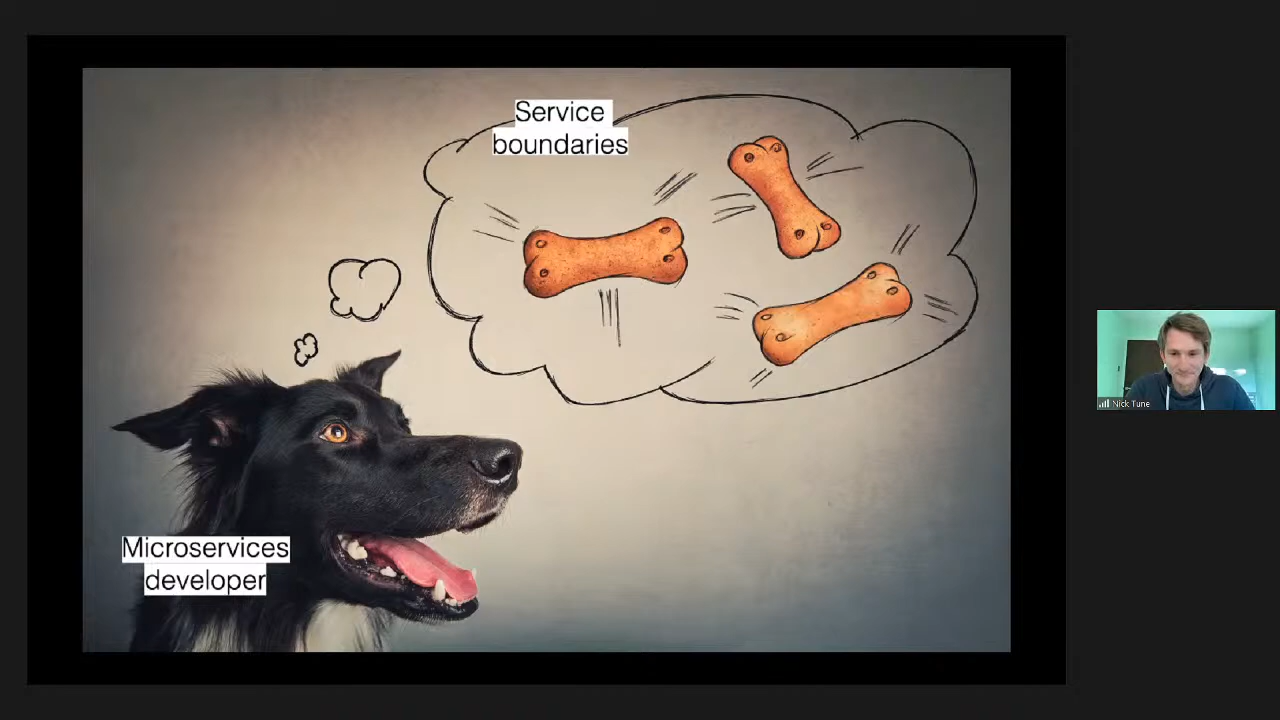 Service
boundaries
Microservices
developer
Nick Tune